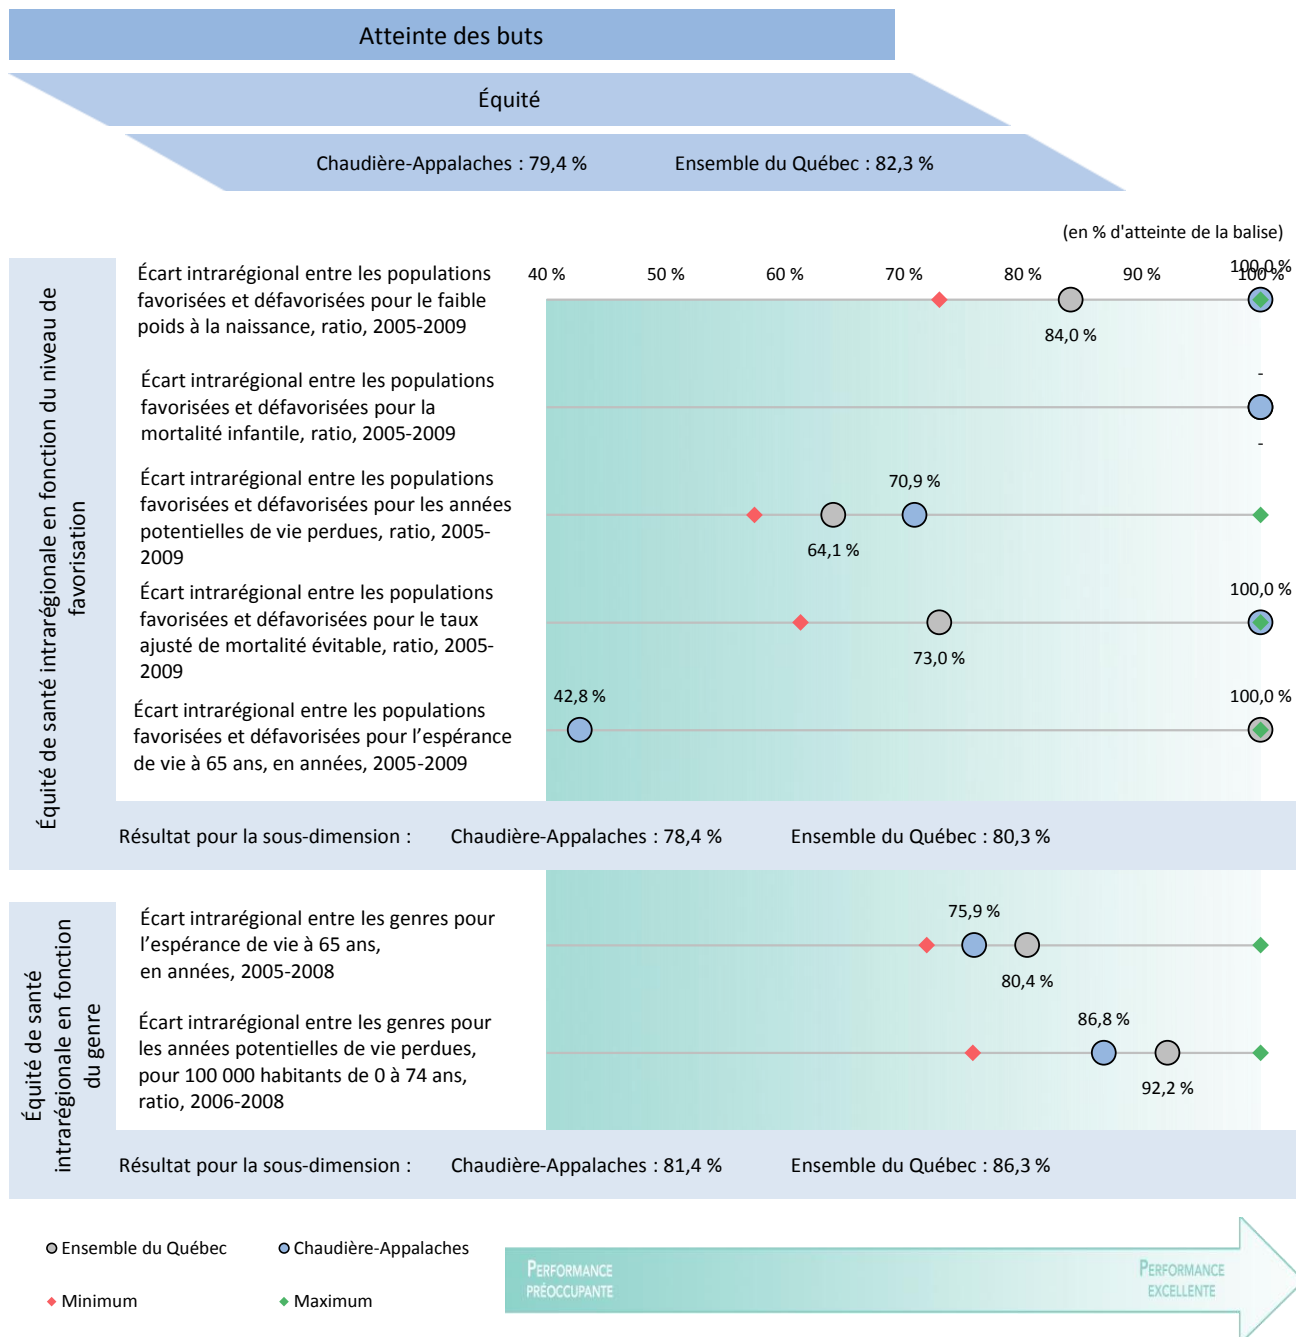 Atteinte des buts
Équité
Chaudière-Appalaches : 79,4 % Ensemble du Québec : 82,3 %
(en % d'atteinte de la balise)
40 % 50 % 60 % 70 % 80 % 90 % 100 %
Équité de santé intrarégionale en fonction du niveau de
favorisation
Écart intrarégional entre les populations
favorisées et défavorisées pour le faible
poids à la naissance, ratio, 2005-2009
100,0 %
84,0 %
Écart intrarégional entre les populations
favorisées et défavorisées pour la
mortalité infantile, ratio, 2005-2009
-
-
Écart intrarégional entre les populations
favorisées et défavorisées pour les années
potentielles de vie perdues, ratio, 2005-
2009
70,9 %
64,1 %
Écart intrarégional entre les populations
favorisées et défavorisées pour le taux
ajusté de mortalité évitable, ratio, 2005-
2009
100,0 %
73,0 %
Écart intrarégional entre les populations
favorisées et défavorisées pour l'espérance
de vie à 65 ans, en années, 2005-2009
42,8 %
100,0 %
Résultat pour la sous-dimension : Chaudière-Appalaches : 78,4 % Ensemble du Québec : 80,3 %
Équité de santé
intrarégionale en fonction
du genre
Écart intrarégional entre les genres pour
l'espérance de vie à 65 ans,
en années, 2005-2008
75,9 %
80,4 %
Écart intrarégional entre les genres pour
les années potentielles de vie perdues,
pour 100 000 habitants de 0 à 74 ans,
ratio, 2006-2008
86,8 %
92,2 %
Résultat pour la sous-dimension : Chaudière-Appalaches : 81,4 % Ensemble du Québec : 86,3 %
Ensemble du Québec Chaudière-Appalaches
Minimum Maximum
PERFORMANCE
PRÉOCCUPANTE
PERFORMANCE
EXCELLENTE